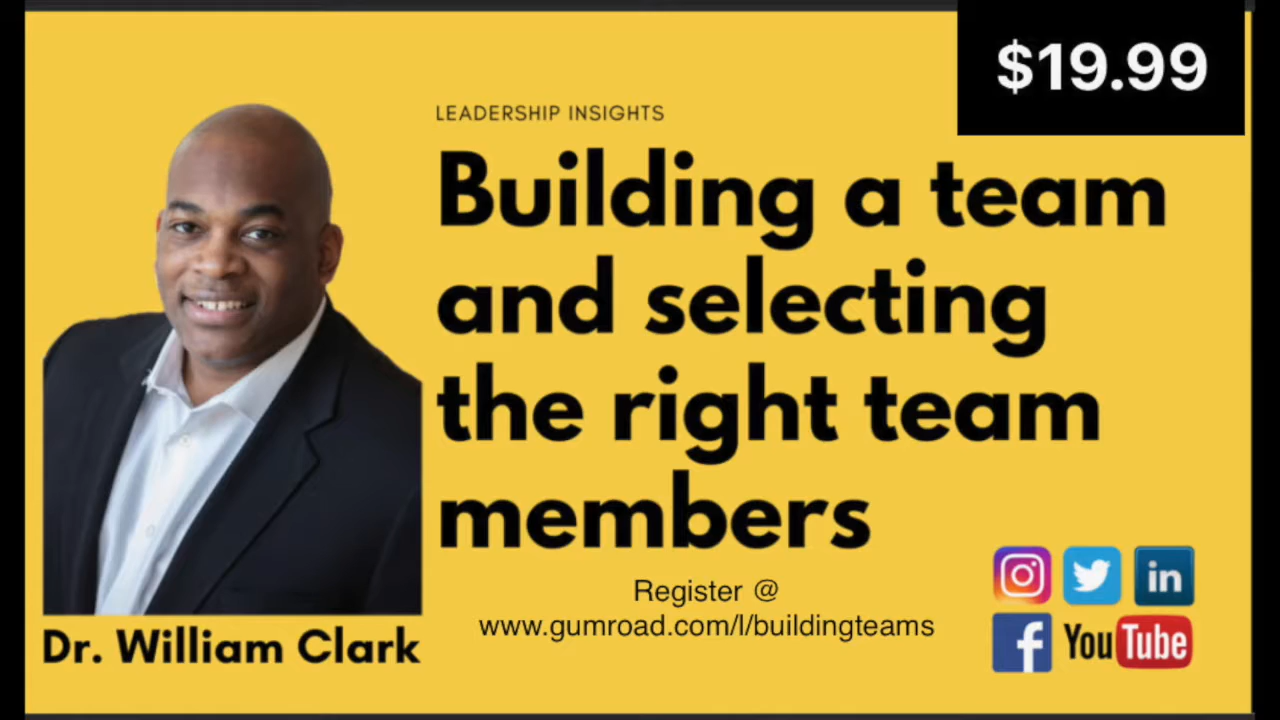 $19.99
LEADERSHIP INSIGHTS
Building a team
and selecting
the right team
members
Register @
www.gumroad.com/l/buildingteams
Dr. William Clark
in
f
YouTube